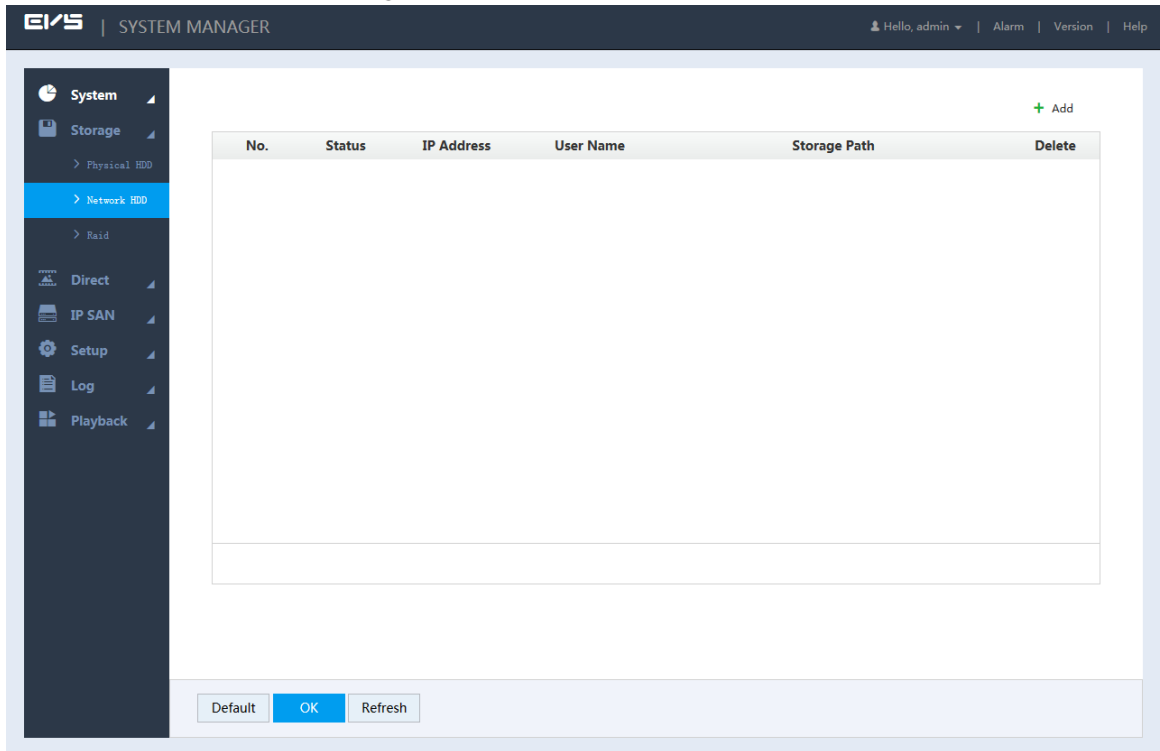 EVS | SYSTEM MANAGER
Hello, admin | Alarm | Version | Help
System
Storage
> Physical HDD
> Network HDD
> Raid
Direct
IP SAN
Setup
Log
Playback
+ Add
No. Status IP Address User Name Storage Path Delete
Default OK Refresh